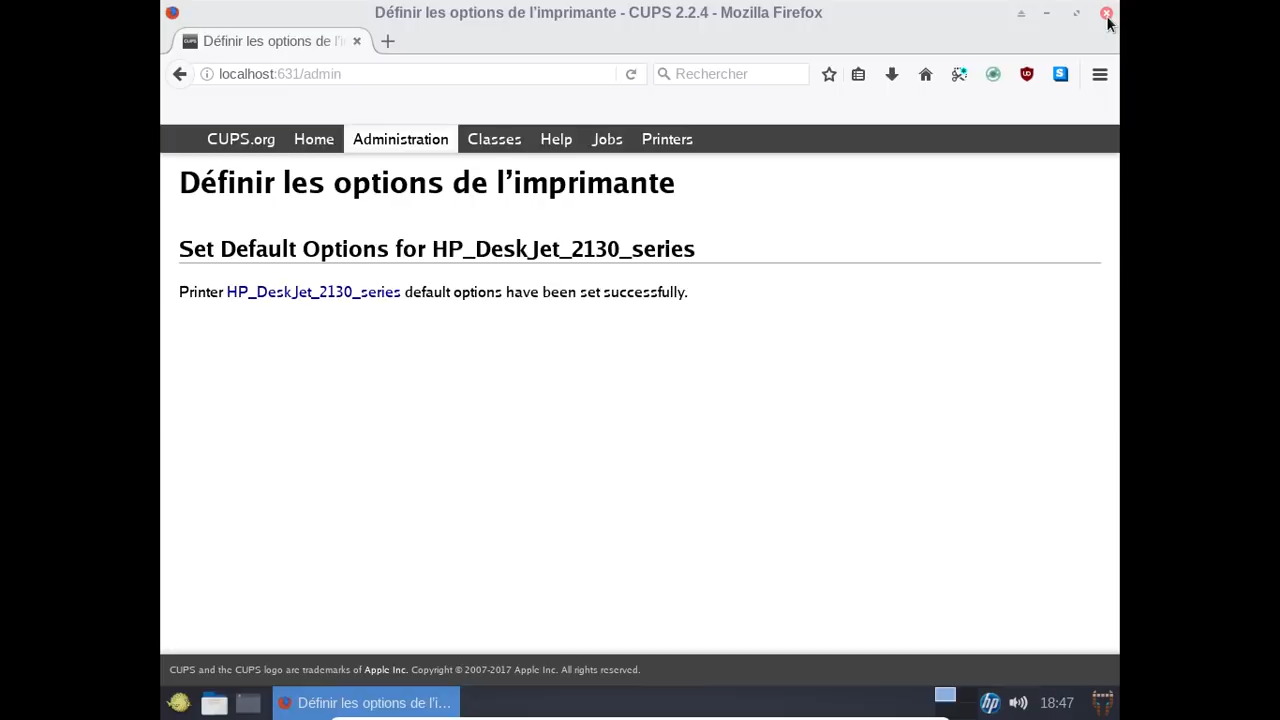 Définir les options de l’imprimante - CUPS 2.2.4 - Mozilla Firefox
CUPS Définir les options de l’i
localhost:631/admin
Rechercher
CUPS.org Home Administration Classes Help Jobs Printers
Définir les options de l’imprimante
Set Default Options for HP_DeskJet_2130_series
Printer HP_DeskJet_2130_series default options have been set successfully.
CUPS and the CUPS logo are trademarks of Apple Inc. Copyright © 2007-2017 Apple Inc. All rights reserved.
Définir les options de l’i... hp 18:47